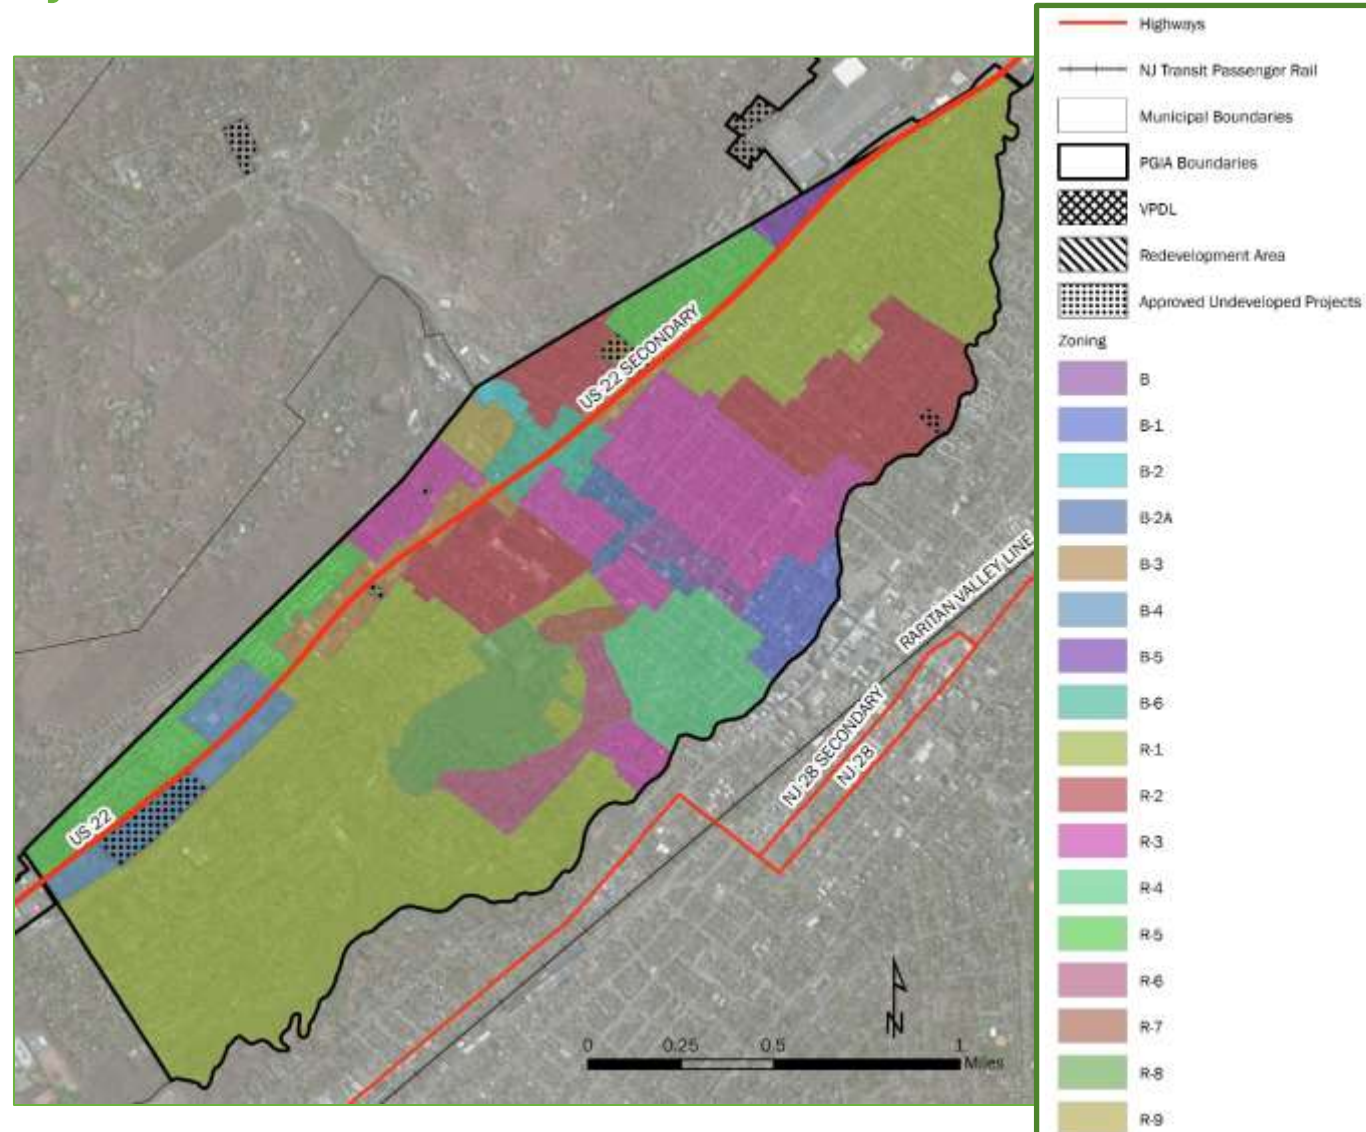 US 22 SECONDARY
RARITAN VALLEY LINE
NJ 28 SECONDARY
NJ 28
US 22
N
0 0.25 0.5 1
Miles
Highways
NJ Transit Passenger Rail
Municipal Boundaries
PGIA Boundaries
VPDL
Redevelopment Area
Approved Undeveloped Projects
Zoning
B
B-1
B-2
B-2A
B-3
B-4
B-5
B-6
R-1
R-2
R-3
R-4
R-5
R-6
R-7
R-8
R-9